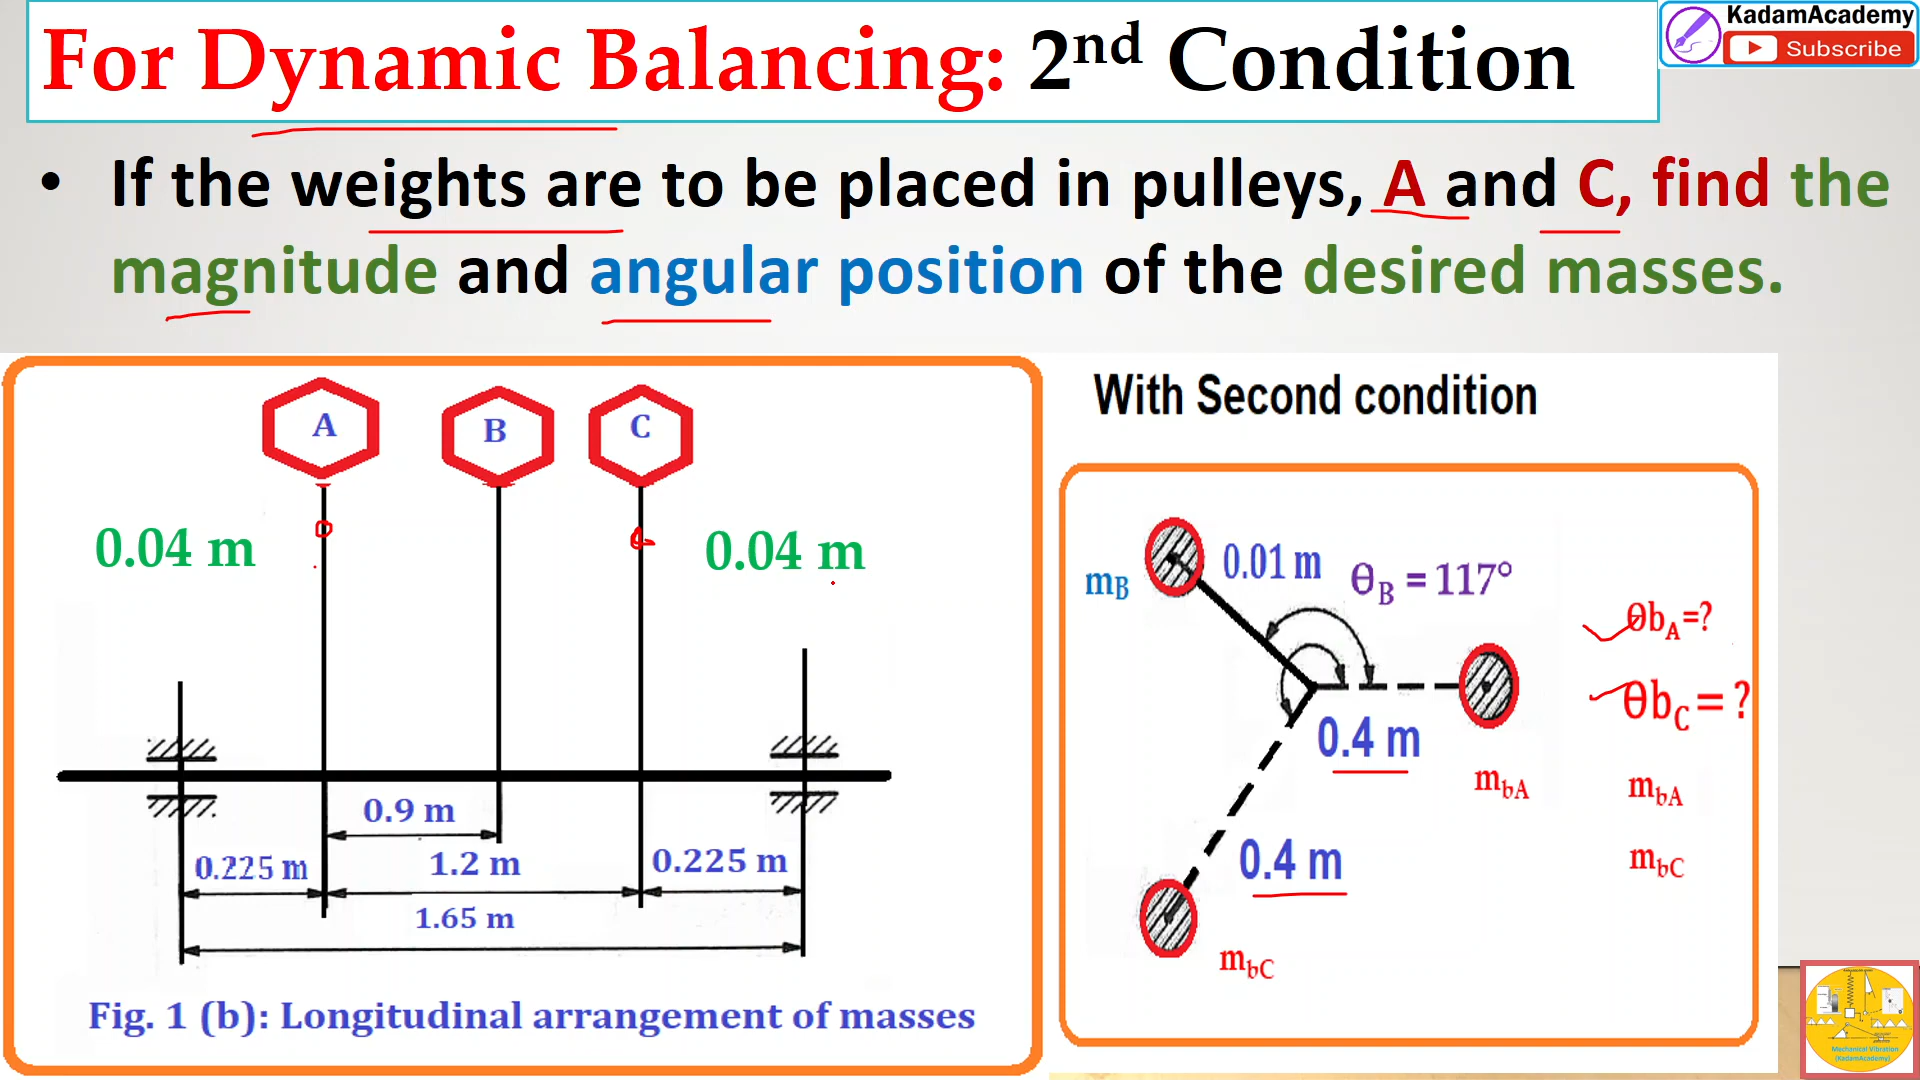 For Dynamic Balancing: 2nd Condition
KadamAcademy
Subscribe
• If the weights are to be placed in pulleys, A and C, find the
magnitude and angular position of the desired masses.
A
B
C
0.04 m
0.04 m
0.9 m
0.225 m
1.2 m
0.225 m
1.65 m
Fig. 1 (b): Longitudinal arrangement of masses
With Second condition
mB
0.01 m
θB = 117°
θbA=?
θbC = ?
0.4 m
mbA
mbA
0.4 m
mbC
mbC
Mechanical Vibration
(KadamAcademy)